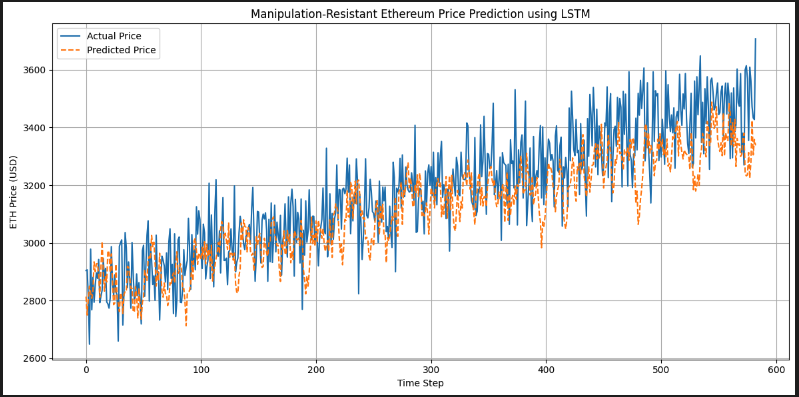 Manipulation-Resistant Ethereum Price Prediction using LSTM
Actual Price
Predicted Price
ETH Price (USD)
3600
3400
3200
3000
2800
2600
0 100 200 300 400 500 600
Time Step